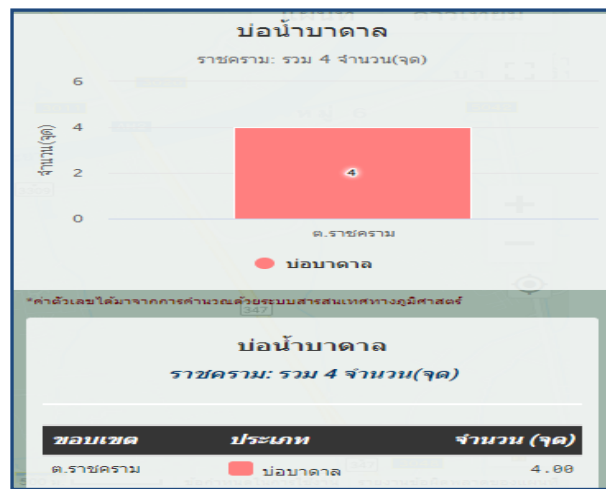 บ่อน้ำบาดาล
ราชคราม: รวม 4 จำนวน(จุด)
6
4
2
0
จำนวน(จุด)
4
ต.ราชคราม
บ่อบาดาล
*ค่าตัวเลขได้มาจากการคำนวณด้วยระบบสารสนเทศทางภูมิศาสตร์
347
บ่อน้ำบาดาล
ราชคราม: รวม 4 จำนวน(จุด)
ขอบเขต ประเภท จำนวน (จุด)
ต.ราชคราม บ่อบาดาล 4.00